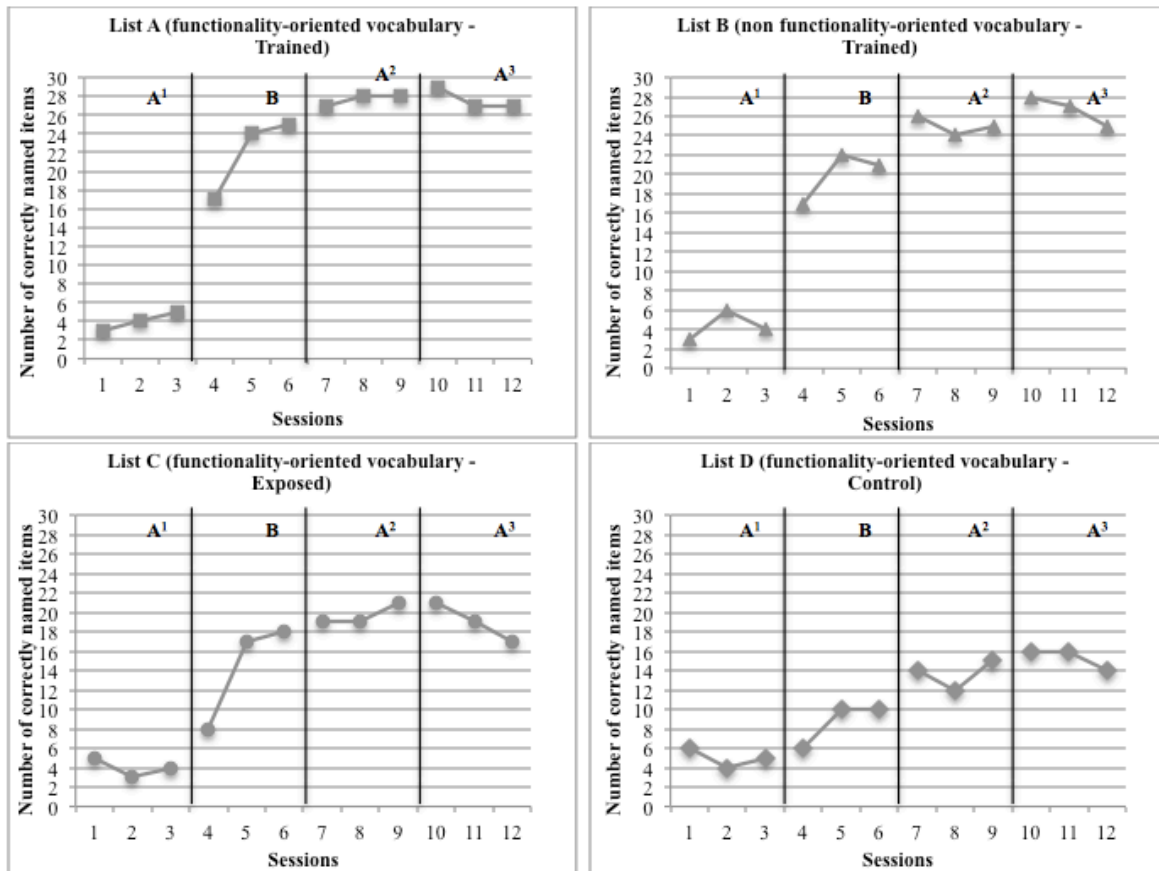 List A (functionality-oriented vocabulary -
Trained)
Number of correctly named items
30
28
26
24
22
20
18
16
14
12
10
8
6
4
2
0
A¹
B
A²
A³
1 2 3 4 5 6 7 8 9 10 11 12
Sessions
List B (non functionality-oriented vocabulary -
Trained)
Number of correctly named items
30
28
26
24
22
20
18
16
14
12
10
8
6
4
2
0
A¹
B
A²
A³
1 2 3 4 5 6 7 8 9 10 11 12
Sessions
List C (functionality-oriented vocabulary -
Exposed)
Number of correctly named items
30
28
26
24
22
20
18
16
14
12
10
8
6
4
2
0
A¹
B
A²
A³
1 2 3 4 5 6 7 8 9 10 11 12
Sessions
List D (functionality-oriented vocabulary -
Control)
Number of correctly named items
30
28
26
24
22
20
18
16
14
12
10
8
6
4
2
0
A¹
B
A²
A³
1 2 3 4 5 6 7 8 9 10 11 12
Sessions